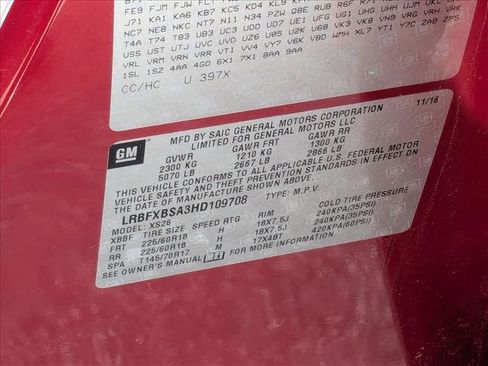 FE9 FJM FJW FLT
J71 KA1 KA6 KB7 KC5 KD4 KL9
NC7 NE8 NKC NT7 N11 N34 PZW Q8E RUB R6F
T4A T74 TB3 UB3 UC3 UD7 UE1 UFG UG1 UHG UHH UJM
USS UST UTJ UVC UVD UZ6 U05 U2K U68 VK3 VK8 VN9 VRG VRH VRK
VRL VRM VRN VRR VTI VV4 VY7 V8K V8D WMH XL7 YT1 Y7C ZAB ZP5
1SL 1SZ 4AA 4G0 6X1 7X1 8AA 9AA
CC/HC U 397X
GM
MFD BY SAIC GENERAL MOTORS CORPORATION 11/16
LIMITED FOR GENERAL MOTORS LLC
GVWR GAWR FRT GAWR RR
2300 KG 1210 KG 1300 KG
5070 LB 2667 LB 2866 LB
THIS VEHICLE CONFORMS TO ALL APPLICABLE U.S. FEDERAL MOTOR
VEHICLE SAFETY AND THEFT PREVENTION STANDARDS IN EFFECT ON
THE DATE OF MANUFACTURE SHOWN ABOVE.
LRBFXBSA3HD109708 TYPE: M.P.V.
MODEL: XS26
XBBF TIRE SIZE SPEED RTG RIM COLD TIRE PRESSURE
FRT 225/60R18 H 18X7.5J 240KPA(35PSI)
RR 225/60R18 H 18X7.5J 240KPA(35PSI)
SPA T145/70R17 M 17X4BT 420KPA(60PSI)
SEE OWNER'S MANUAL FOR MORE INFORMATION.